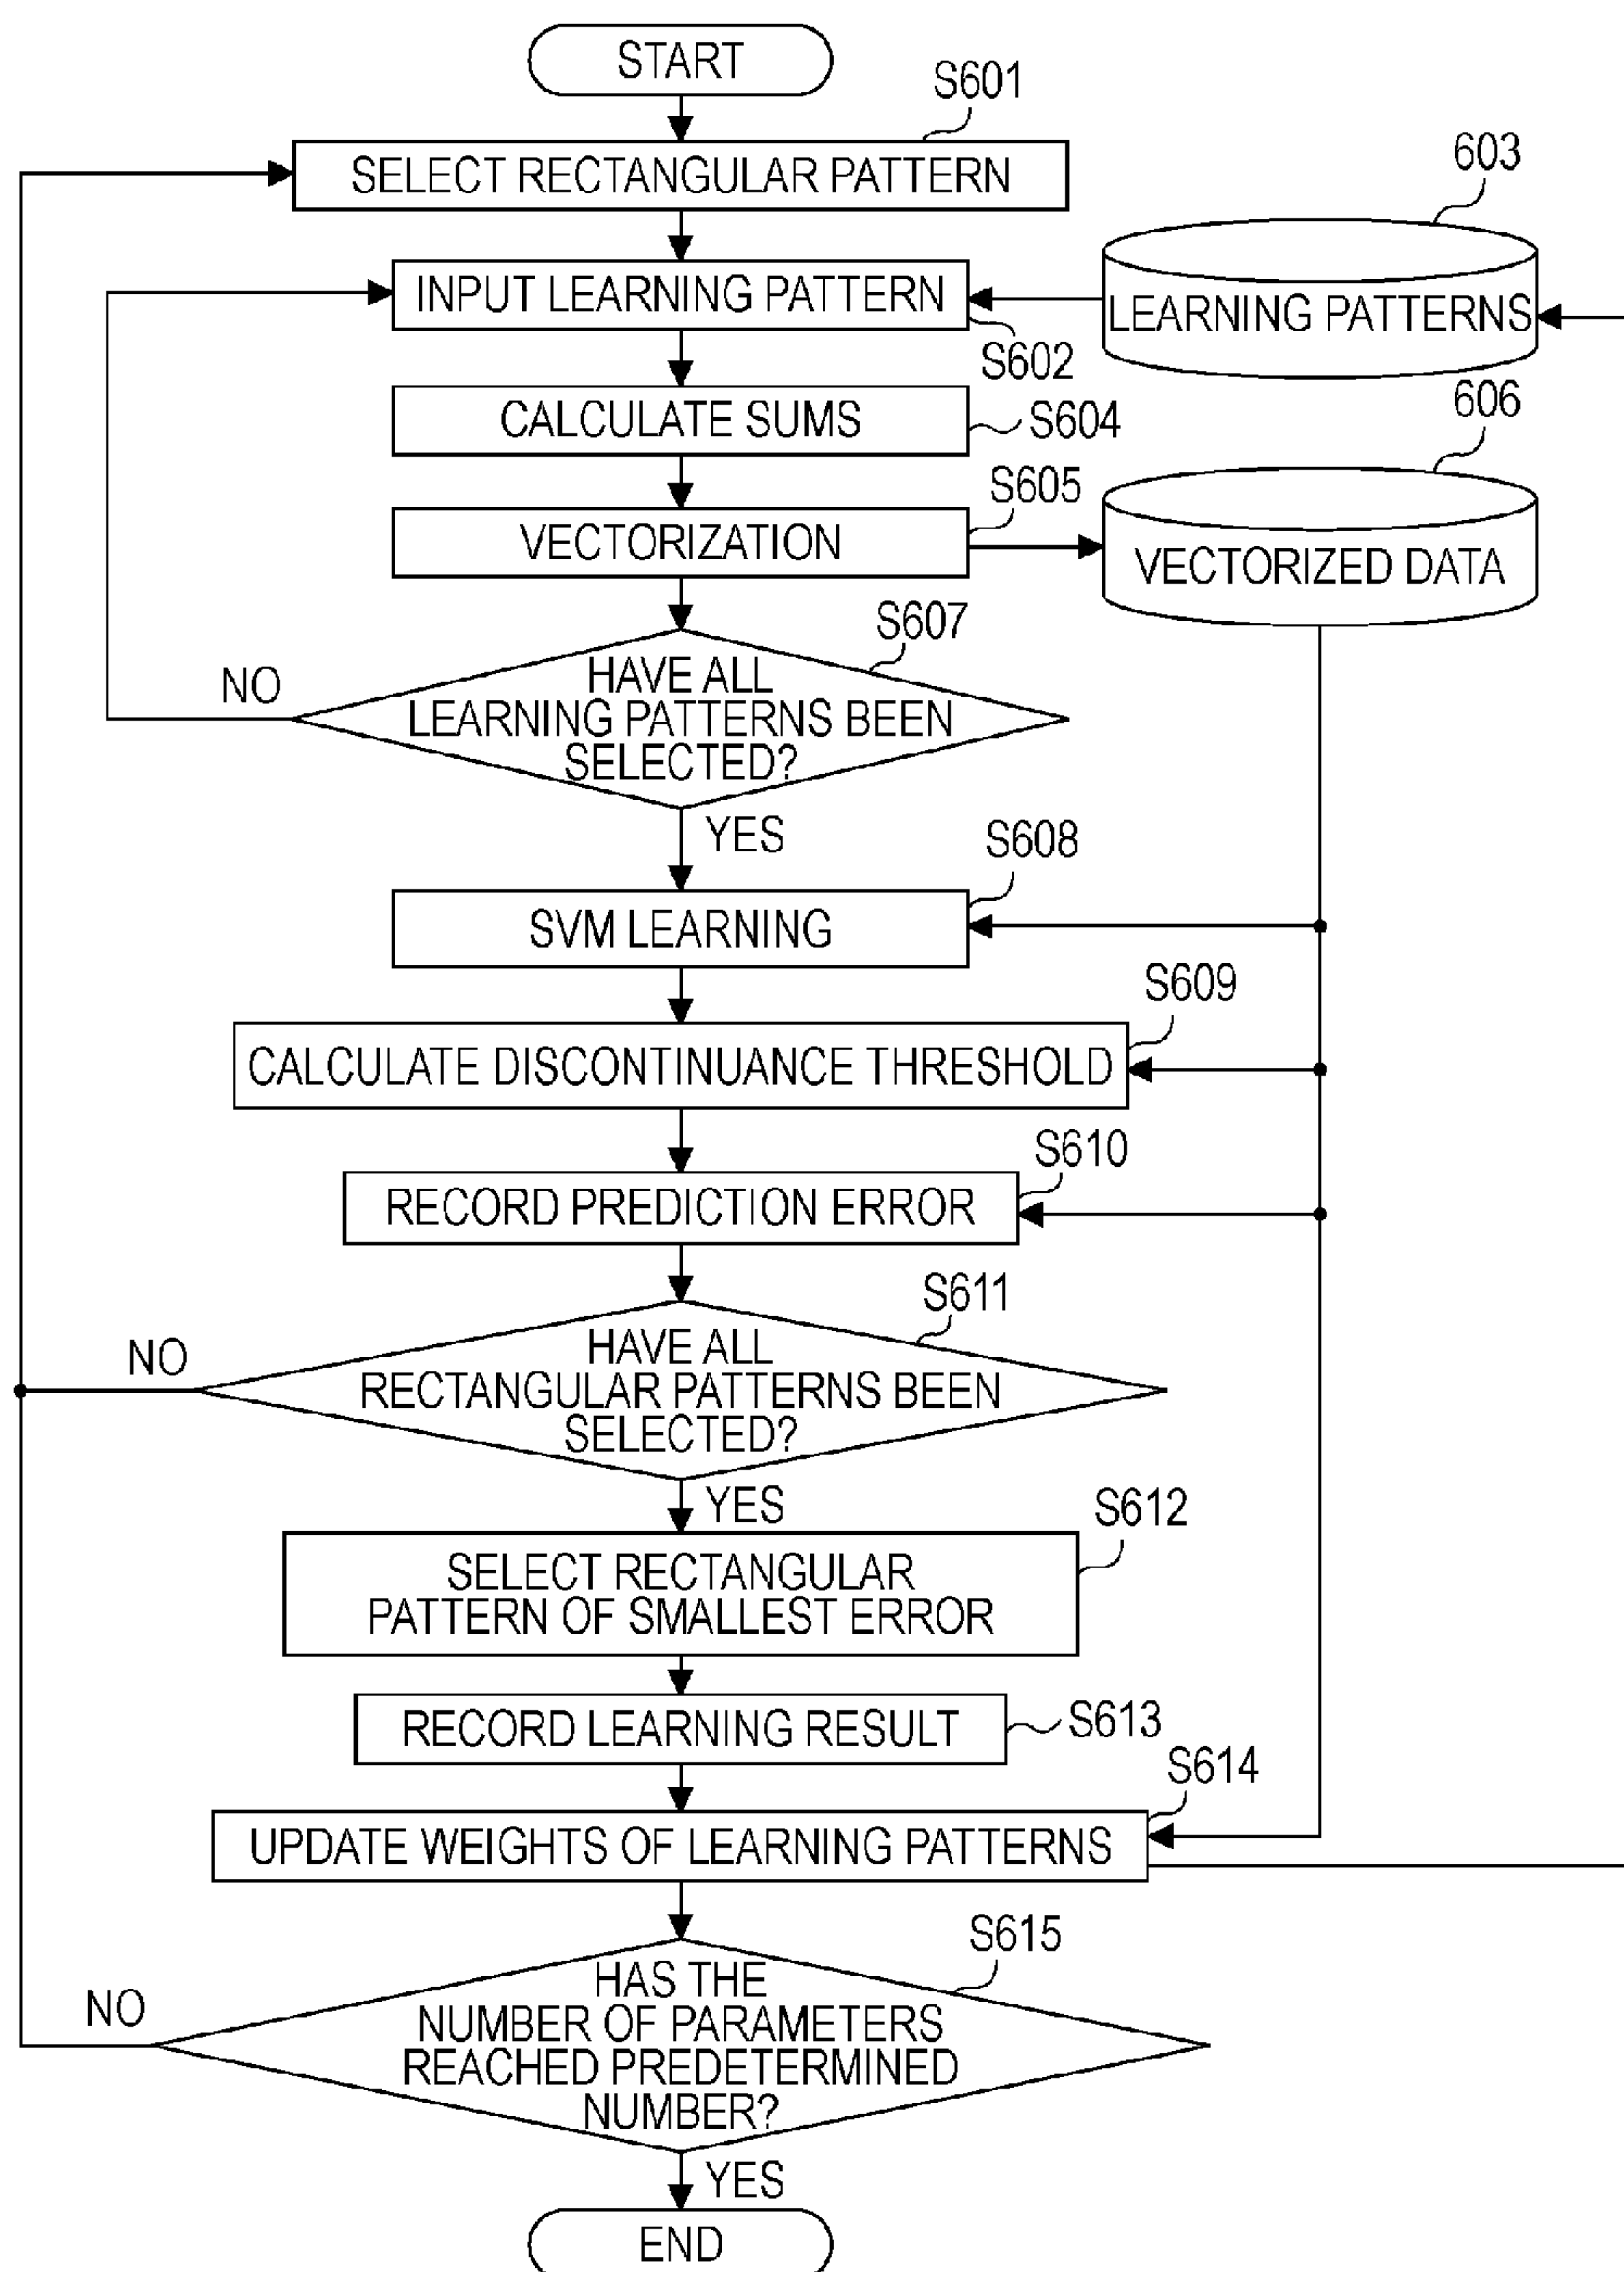 START
S601
SELECT RECTANGULAR PATTERN
603
INPUT LEARNING PATTERN
LEARNING PATTERNS
S602
CALCULATE SUMS
S604
606
S605
VECTORIZATION
VECTORIZED DATA
S607
HAVE ALL
LEARNING PATTERNS BEEN
SELECTED?
NO
YES
S608
SVM LEARNING
S609
CALCULATE DISCONTINUANCE THRESHOLD
S610
RECORD PREDICTION ERROR
S611
HAVE ALL
RECTANGULAR PATTERNS BEEN
SELECTED?
NO
YES
S612
SELECT RECTANGULAR
PATTERN OF SMALLEST ERROR
RECORD LEARNING RESULT
S613
S614
UPDATE WEIGHTS OF LEARNING PATTERNS
S615
HAS THE
NUMBER OF PARAMETERS
REACHED PREDETERMINED
NUMBER?
NO
YES
END